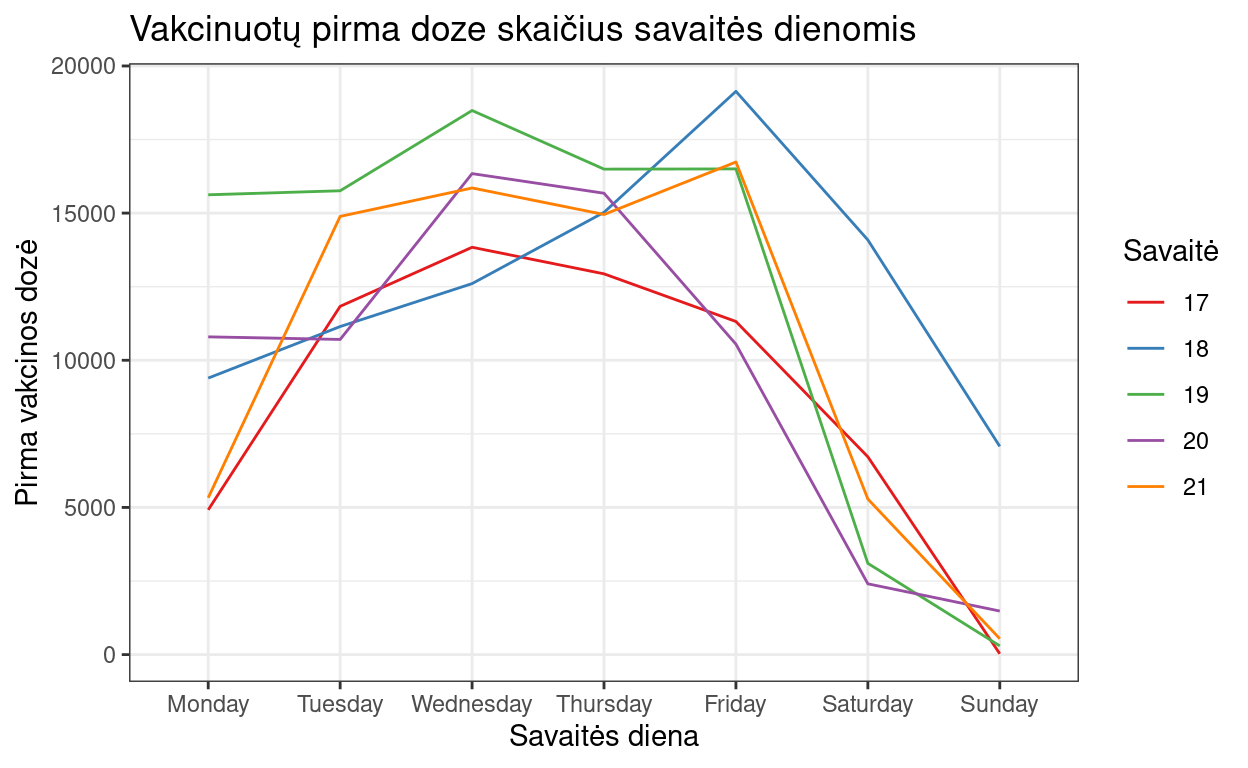 Vakcinuotų pirma doze skaičius savaitės dienomis
20000
15000
10000
5000
0
Pirma vakcinos dozė
Monday Tuesday Wednesday Thursday Friday Saturday Sunday
Savaitės diena
Savaitė
17
18
19
20
21